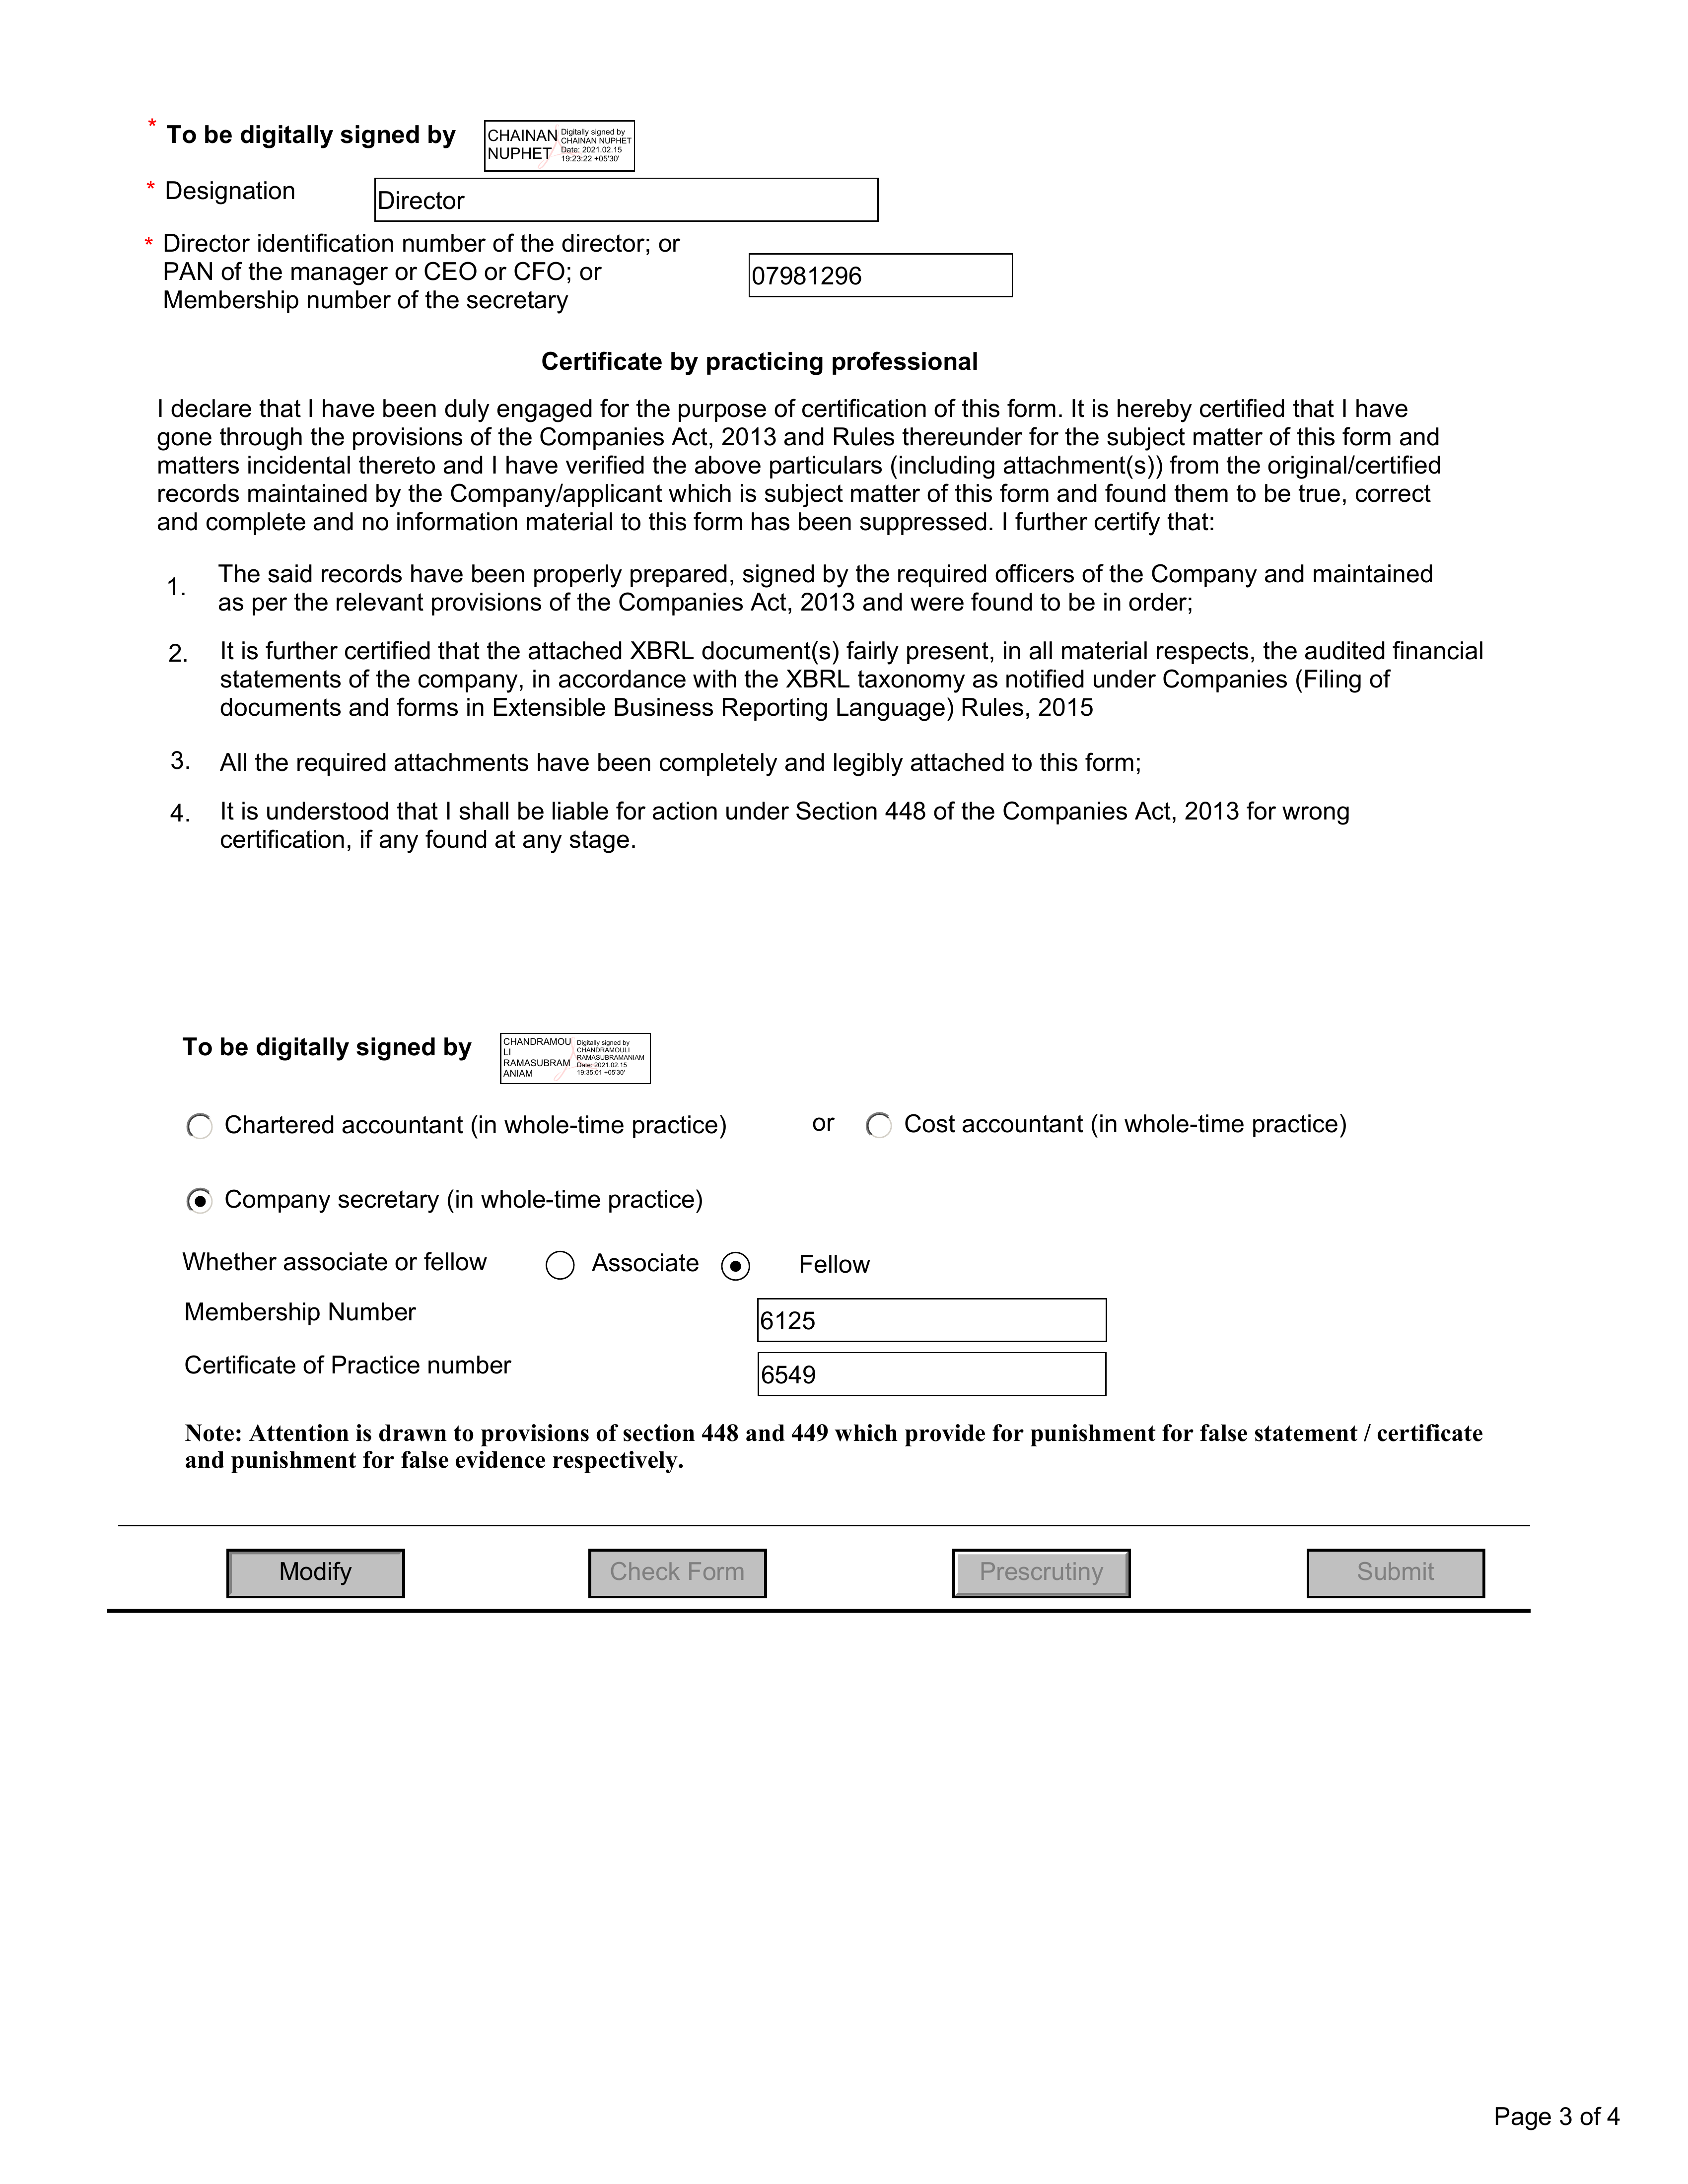 * To be digitally signed by
CHAINAN
NUPHET
Digitally signed by
CHAINAN NUPHET
Date: 2021.02.15
19:23:22 +05'30'
* Designation
Director
* Director identification number of the director; or
PAN of the manager or CEO or CFO; or
Membership number of the secretary
07981296
Certificate by practicing professional
I declare that I have been duly engaged for the purpose of certification of this form. It is hereby certified that I have
gone through the provisions of the Companies Act, 2013 and Rules thereunder for the subject matter of this form and
matters incidental thereto and I have verified the above particulars (including attachment(s)) from the original/certified
records maintained by the Company/applicant which is subject matter of this form and found them to be true, correct
and complete and no information material to this form has been suppressed. I further certify that:
1. The said records have been properly prepared, signed by the required officers of the Company and maintained
as per the relevant provisions of the Companies Act, 2013 and were found to be in order;
2. It is further certified that the attached XBRL document(s) fairly present, in all material respects, the audited financial
statements of the company, in accordance with the XBRL taxonomy as notified under Companies (Filing of
documents and forms in Extensible Business Reporting Language) Rules, 2015
3. All the required attachments have been completely and legibly attached to this form;
4. It is understood that I shall be liable for action under Section 448 of the Companies Act, 2013 for wrong
certification, if any found at any stage.
To be digitally signed by
CHANDRAMOU
LI
RAMASUBRAM
ANIAM
Digitally signed by
CHANDRAMOULI
RAMASUBRAMANIAM
Date: 2021.02.15
19:35:01 +05'30'
Chartered accountant (in whole-time practice) or Cost accountant (in whole-time practice)
Company secretary (in whole-time practice)
Whether associate or fellow Associate Fellow
Membership Number 6125
Certificate of Practice number 6549
Note: Attention is drawn to provisions of section 448 and 449 which provide for punishment for false statement / certificate
and punishment for false evidence respectively.
Modify Check Form Prescrutiny Submit
Page 3 of 4